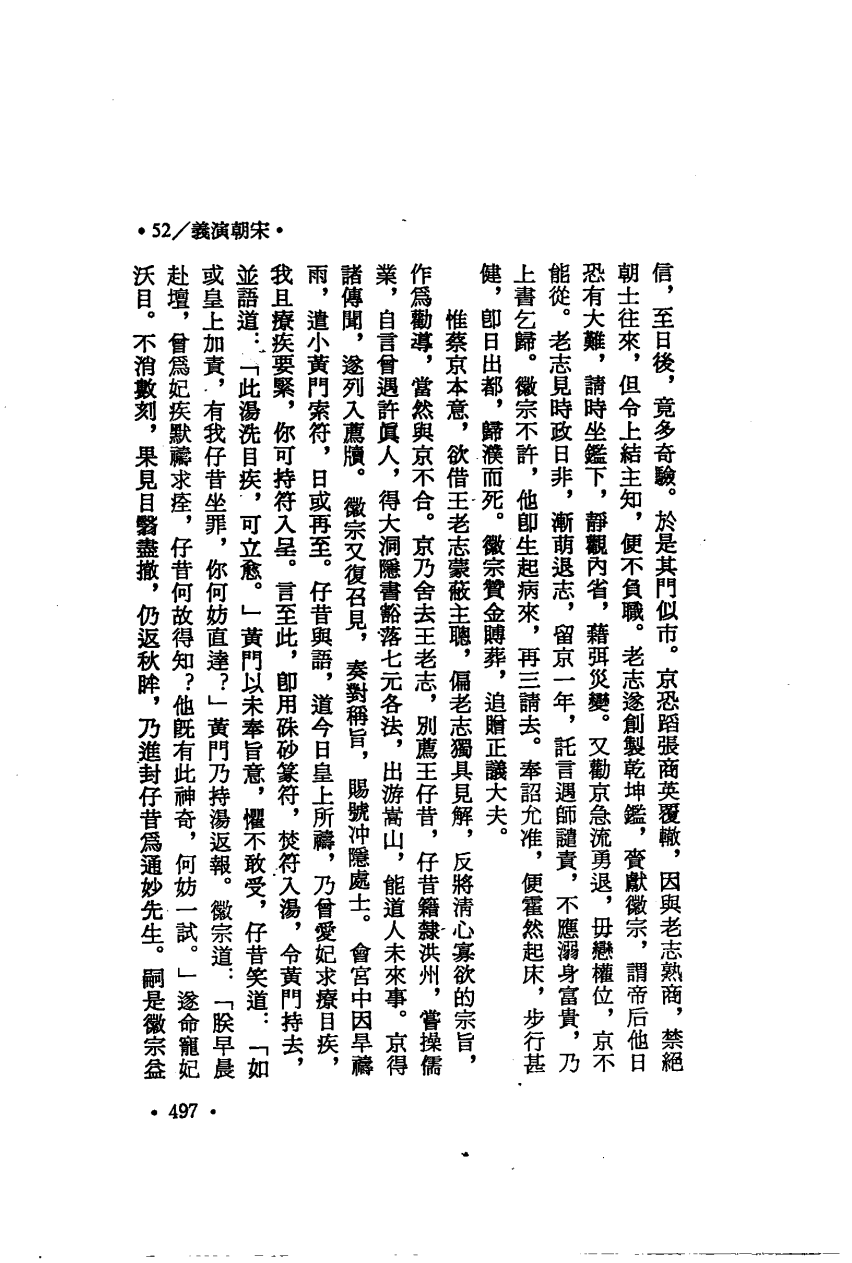 •52／義演朝宋•
信，至日後，竟多奇驗。於是其門似市。京恐蹈張商英覆轍，因與老志熟商，禁絕
朝士往來，但令上結主知，便不負職。老志遂創製乾坤鑑，賚獻徽宗，謂帝后他日
恐有大難，請時坐鑑下，靜觀內省，藉弭災變。又勸京急流勇退，毋戀權位，京不
能從。老志見時政日非，漸萌退志，留京一年，託言遇師譴責，不應溺身富貴，乃
上書乞歸。徽宗不許，他卽生起病來，再三請去。奉詔允准，便霍然起床，步行甚
健，卽日出都，歸濮而死。徽宗贊金賻葬，追贈正議大夫。
惟蔡京本意，欲借王老志蒙蔽主聰，偏老志獨具見解，反將清心寡欲的宗旨，
作爲勸導，當然與京不合。京乃舍去王老志，別薦王仔昔，仔昔籍隸洪州，嘗操儒
業，自言曾遇許眞人，得大洞隱書豁落七元各法，出游嵩山，能道人未來事。京得
諸傳聞，遂列入薦牘。徽宗又復召見，奏對稱旨，賜號冲隱處士。會宮中因旱禱
雨，遣小黃門索符，日或再至。仔昔與語，道今日皇上所禱，乃曾愛妃求療目疾，
我且療疾要緊，你可持符入呈。言至此，卽用硃砂篆符，焚符入湯，令黃門持去，
並語道：「此湯洗目疾，可立愈。」黃門以未奉旨意，懼不敢受，仔昔笑道：「如
或皇上加責，有我仔昔坐罪，你何妨直達？」黃門乃持湯返報。徽宗道：「朕早晨
赴壇，曾爲妃疾默禱求痊，仔昔何故得知？他旣有此神奇，何妨一試。」遂命寵妃
沃目。不消數刻，果見目翳盡撤，仍返秋眸，乃進封仔昔爲通妙先生。嗣是徽宗益
•497•